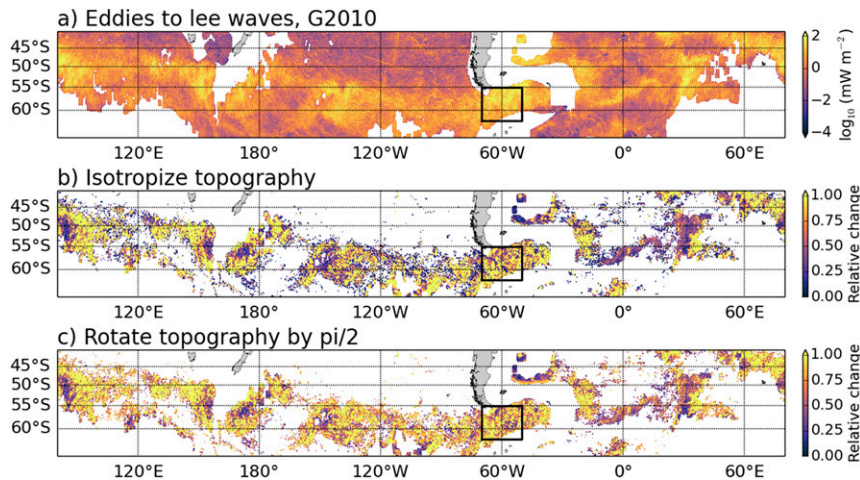 a) Eddies to lee waves, G2010
45°S
50°S
55°S
60°S
120°E 180° 120°W 60°W 0° 60°E
2
0
−2
−4
log10 (mW m−2)
b) Isotropize topography
45°S
50°S
55°S
60°S
120°E 180° 120°W 60°W 0° 60°E
1.00
0.75
0.50
0.25
0.00
Relative change
c) Rotate topography by pi/2
45°S
50°S
55°S
60°S
120°E 180° 120°W 60°W 0° 60°E
1.00
0.75
0.50
0.25
0.00
Relative change